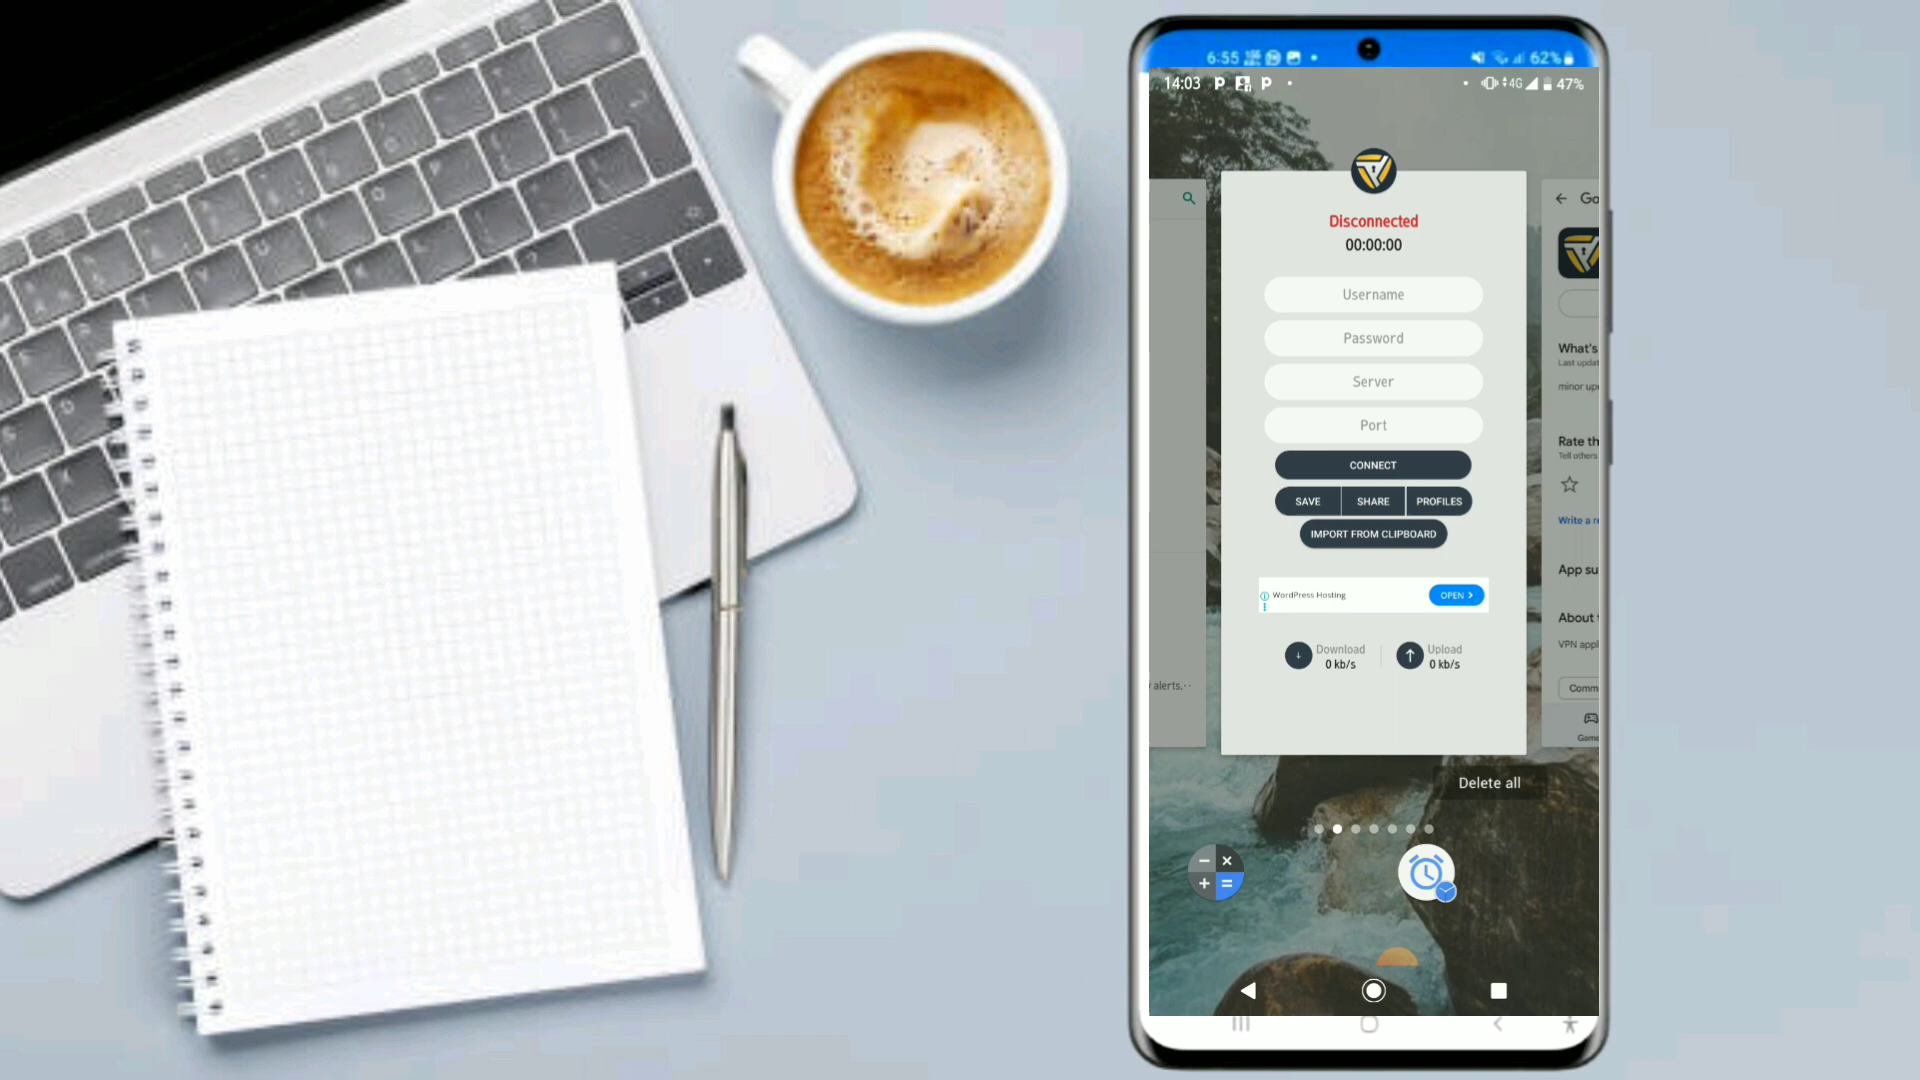 6:55
62%
14:03 P P
4G 47%
Disconnected
00:00:00
Username
Password
Server
Port
CONNECT
SAVE SHARE PROFILES
IMPORT FROM CLIPBOARD
WordPress Hosting
OPEN
Download
0 kb/s
Upload
0 kb/s
alerts,··
Go
What's
Last updat
minor up
Rate th
Tell others
Write a r
App su
About
VPN appl
Comm
Game
Delete all